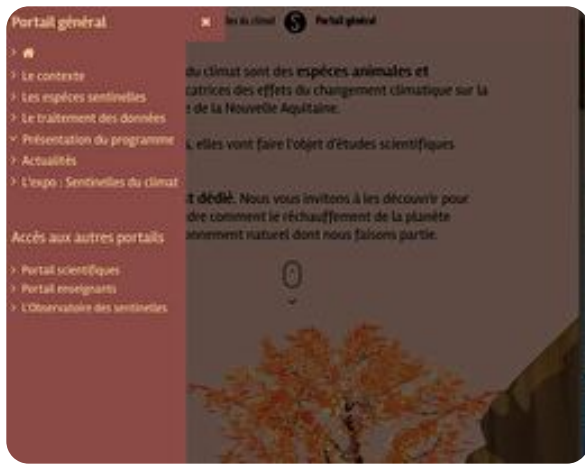 Portail général
Le contexte
Les espèces sentinelles
Le traitement des données
Présentation du programme
Actualités
L'expo : Sentinelles du climat
Accès aux autres portails
Portail scientifiques
Portail enseignants
L'Observatoire des sentinelles
du climat Portail général
du climat sont des espèces animales et
catrices des effets du changement climatique sur la
de la Nouvelle Aquitaine.
, elles vont faire l'objet d'études scientifiques
t dédié. Nous vous invitons à les découvrir pour
dre comment le réchauffement de la planète
onnement naturel dont nous faisons partie.